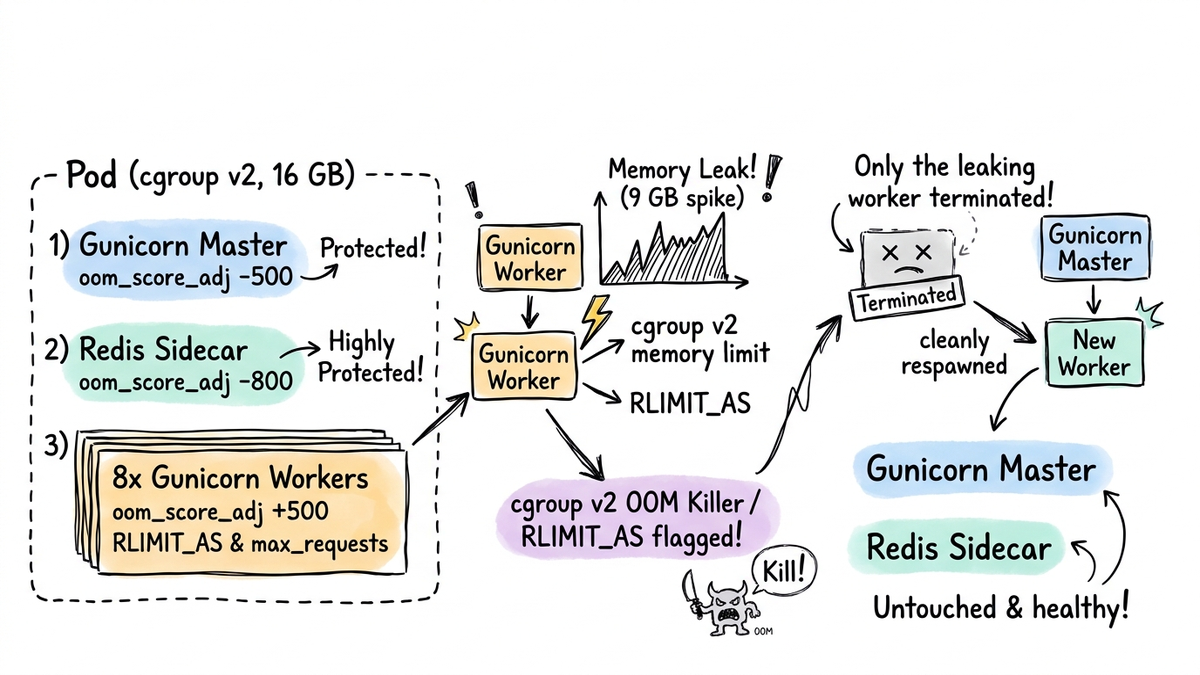 Pod (cgroup v2, 16 GB)
1) Gunicorn Master
oom_score_adj -500
Protected!
2) Redis Sidecar
oom_score_adj -800
Highly
Protected!
3)
8x Gunicorn Workers
oom_score_adj +500
RLIMIT_AS & max_requests
!
Gunicorn
Worker
Memory Leak!
(9 GB spike)
!
Gunicorn
Worker
cgroup v2
memory limit
RLIMIT_AS
cgroup v2 OOM Killer /
RLIMIT_AS flagged!
Kill!
OOM
Only the leaking
worker terminated!
Terminated
Gunicorn
Master
cleanly
respawned
New
Worker
Gunicorn Master
Redis Sidecar
Untouched & healthy!